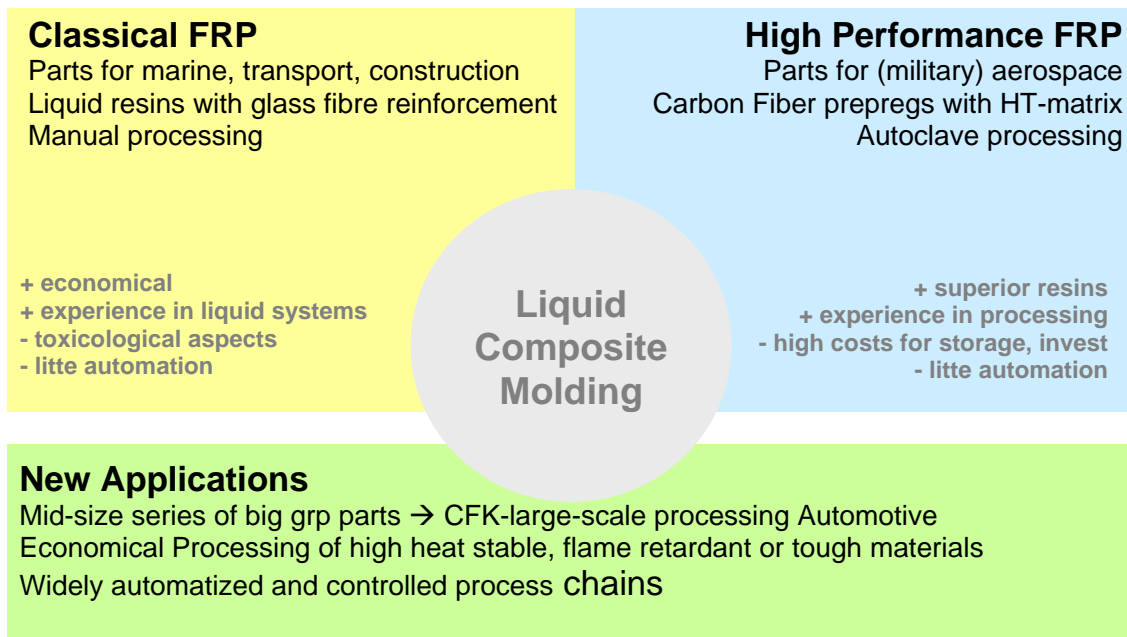 Classical FRP
Parts for marine, transport, construction
Liquid resins with glass fibre reinforcement
Manual processing
+ economical
+ experience in liquid systems
- toxicological aspects
- litte automation
High Performance FRP
Parts for (military) aerospace
Carbon Fiber prepregs with HT-matrix
Autoclave processing
+ superior resins
+ experience in processing
- high costs for storage, invest
- litte automation
Liquid
Composite
Molding
New Applications
Mid-size series of big grp parts → CFK-large-scale processing Automotive
Economical Processing of high heat stable, flame retardant or tough materials
Widely automatized and controlled process chains